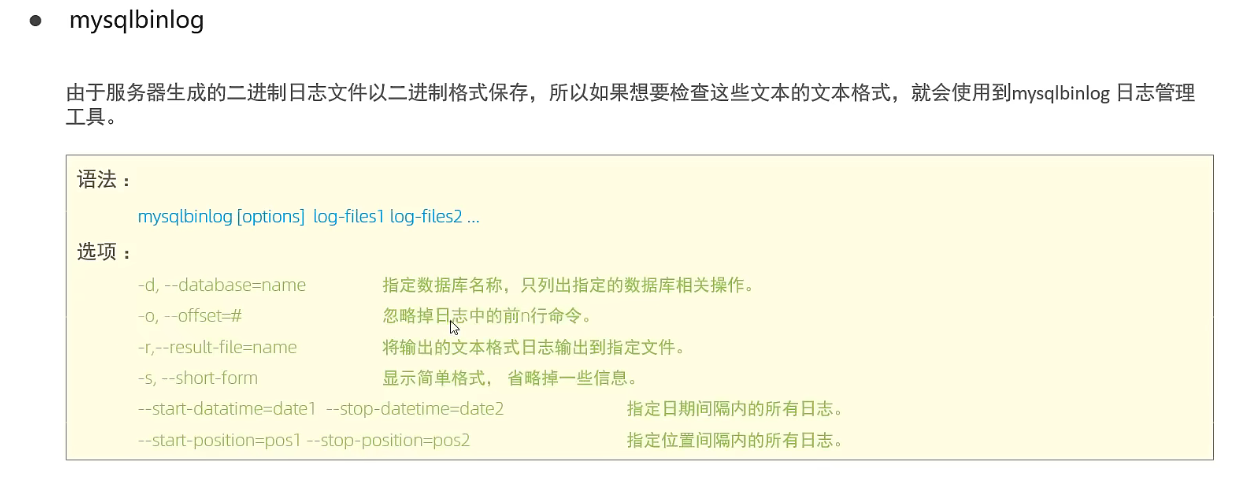 ● mysqlbinlog
由于服务器生成的二进制日志文件以二进制格式保存，所以如果想要检查这些文本的文本格式，就会使用到mysqlbinlog 日志管理
工具。
语法：
mysqlbinlog [options] log-files1 log-files2 ...
选项：
-d, --database=name 指定数据库名称，只列出指定的数据库相关操作。
-o, --offset=# 忽略掉日志中的前n行命令。
-r,--result-file=name 将输出的文本格式日志输出到指定文件。
-s, --short-form 显示简单格式， 省略掉一些信息。
--start-datatime=date1 --stop-datetime=date2 指定日期间隔内的所有日志。
--start-position=pos1 --stop-position=pos2 指定位置间隔内的所有日志。